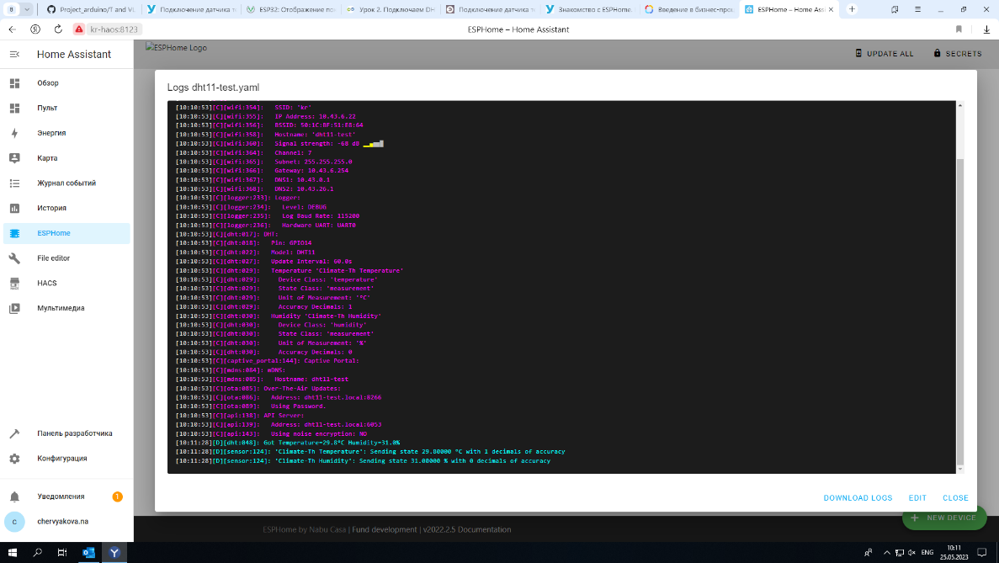 8
Project_arduino/T and VL
Подключение датчика т
ESP32: Отображение пок
Урок 2. Подключаем DH
Подключение датчика т
Знакомство с ESPHome.
Введение в бизнес-проц
ESPHome – Home Assi
kr-haos:8123
ESPHome – Home Assistant
Home Assistant
ESPHome Logo
UPDATE ALL
SECRETS
Обзор
Пульт
Энергия
Карта
Журнал событий
История
ESPHome
File editor
HACS
Мультимедиа
Панель разработчика
Конфигурация
Уведомления
1
c
chervyakova.na
Logs dht11-test.yaml
[10:10:53][C][wifi:354]: SSID: 'kr'
[10:10:53][C][wifi:355]: IP Address: 10.43.6.22
[10:10:53][C][wifi:356]: BSSID: 50:1C:BF:51:E8:64
[10:10:53][C][wifi:358]: Hostname: 'dht11-test'
[10:10:53][C][wifi:360]: Signal strength: -68 dB
[10:10:53][C][wifi:364]: Channel: 7
[10:10:53][C][wifi:365]: Subnet: 255.255.255.0
[10:10:53][C][wifi:366]: Gateway: 10.43.6.254
[10:10:53][C][wifi:367]: DNS1: 10.43.0.1
[10:10:53][C][wifi:368]: DNS2: 10.43.26.1
[10:10:53][C][logger:233]: Logger:
[10:10:53][C][logger:234]: Level: DEBUG
[10:10:53][C][logger:235]: Log Baud Rate: 115200
[10:10:53][C][logger:236]: Hardware UART: UART0
[10:10:53][C][dht:017]: DHT:
[10:10:53][C][dht:018]: Pin: GPIO14
[10:10:53][C][dht:022]: Model: DHT11
[10:10:53][C][dht:027]: Update Interval: 60.0s
[10:10:53][C][dht:029]: Temperature 'Climate-Th Temperature'
[10:10:53][C][dht:029]: Device Class: 'temperature'
[10:10:53][C][dht:029]: State Class: 'measurement'
[10:10:53][C][dht:029]: Unit of Measurement: '°C'
[10:10:53][C][dht:029]: Accuracy Decimals: 1
[10:10:53][C][dht:030]: Humidity 'Climate-Th Humidity'
[10:10:53][C][dht:030]: Device Class: 'humidity'
[10:10:53][C][dht:030]: State Class: 'measurement'
[10:10:53][C][dht:030]: Unit of Measurement: '%'
[10:10:53][C][dht:030]: Accuracy Decimals: 0
[10:10:53][C][captive_portal:144]: Captive Portal:
[10:10:53][C][mdns:084]: mDNS:
[10:10:53][C][mdns:085]: Hostname: dht11-test
[10:10:53][C][ota:085]: Over-The-Air Updates:
[10:10:53][C][ota:086]: Address: dht11-test.local:8266
[10:10:53][C][ota:089]: Using Password.
[10:10:53][C][api:138]: API Server:
[10:10:53][C][api:139]: Address: dht11-test.local:6053
[10:10:53][C][api:143]: Using noise encryption: NO
[10:11:28][D][dht:048]: Got Temperature=29.8°C Humidity=31.0%
[10:11:28][D][sensor:124]: 'Climate-Th Temperature': Sending state 29.80000 °C with 1 decimals of accuracy
[10:11:28][D][sensor:124]: 'Climate-Th Humidity': Sending state 31.00000 % with 0 decimals of accuracy
DOWNLOAD LOGS
EDIT
CLOSE
NEW DEVICE
ESPHome by Nabu Casa | Fund development | v2022.2.5 Documentation
ENG
10:11
25.05.2023